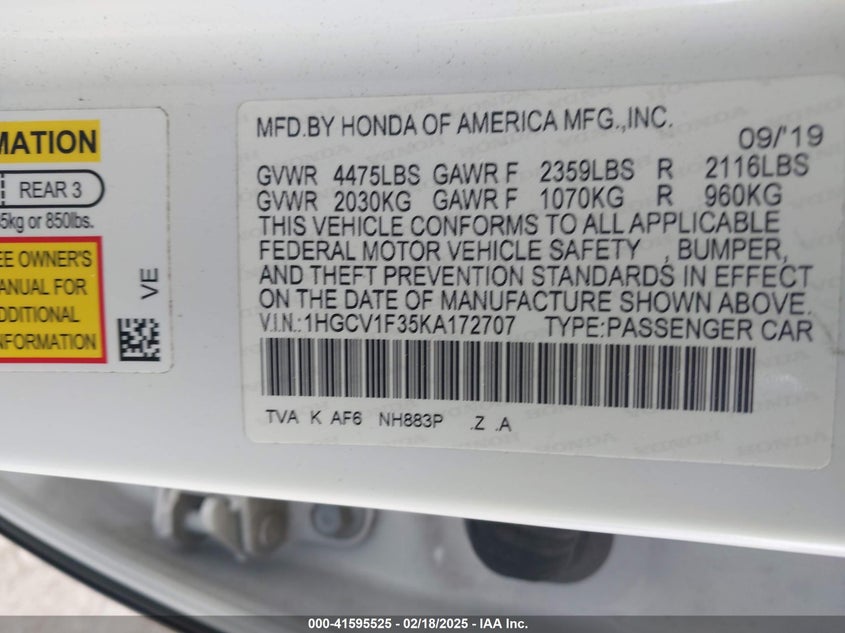 MATION
REAR 3
5kg or 850lbs.
EE OWNER'S
MANUAL FOR
DDITIONAL
NFORMATION
VE
MFD.BY HONDA OF AMERICA MFG.,INC.
09/'19
GVWR 4475LBS GAWR F 2359LBS R 2116LBS
GVWR 2030KG GAWR F 1070KG R 960KG
THIS VEHICLE CONFORMS TO ALL APPLICABLE
FEDERAL MOTOR VEHICLE SAFETY , BUMPER,
AND THEFT PREVENTION STANDARDS IN EFFECT
ON THE DATE OF MANUFACTURE SHOWN ABOVE.
V.I.N.:1HGCV1F35KA172707 TYPE:PASSENGER CAR
TVA K AF6 NH883P .Z .A
000-41595525 - 02/18/2025 - IAA Inc.